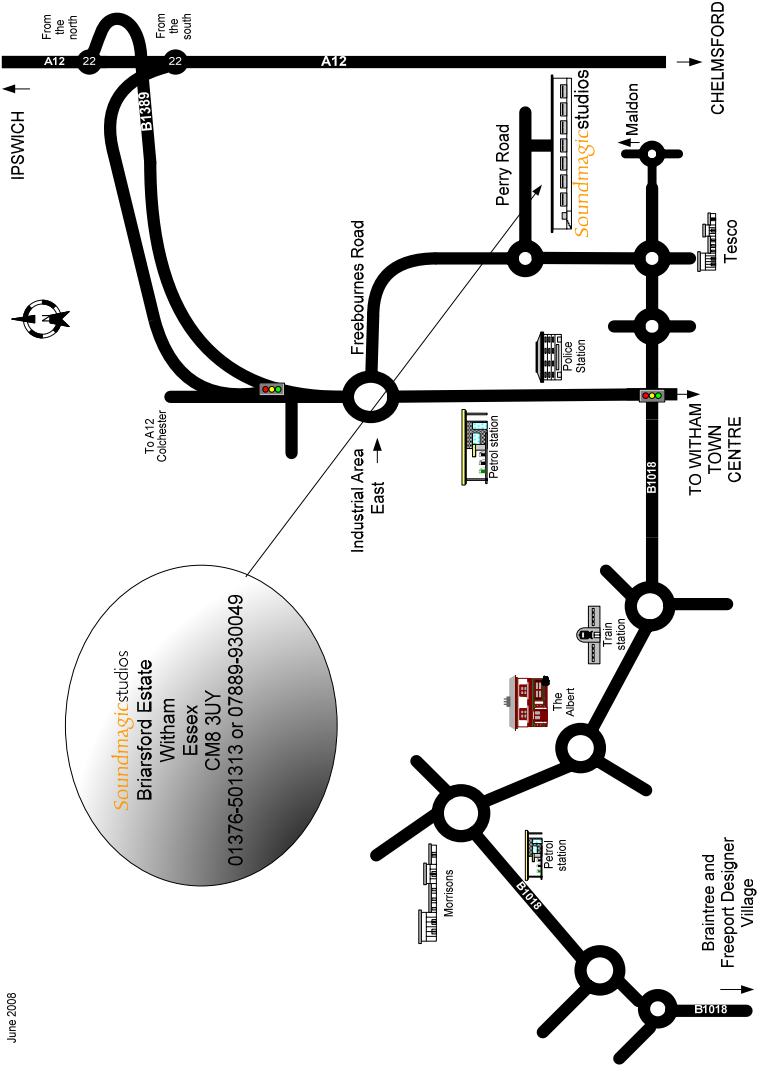 June 2008
Soundmagicstudios
Briarsford Estate
Witham
Essex
CM8 3UY
01376-501313 or 07889-930049
IPSWICH
From
the
north
From
the
south
A12
22
22
A12
B1389
CHELMSFORD
N
To A12
Colchester
Freebournes Road
Perry Road
Soundmagicstudios
Maldon
Industrial Area
East
Petrol station
Police
Station
Tesco
TO WITHAM
TOWN
CENTRE
B1018
Train
station
The
Albert
Morrisons
Petrol
station
B1018
B1018
Braintree and
Freeport Designer
Village